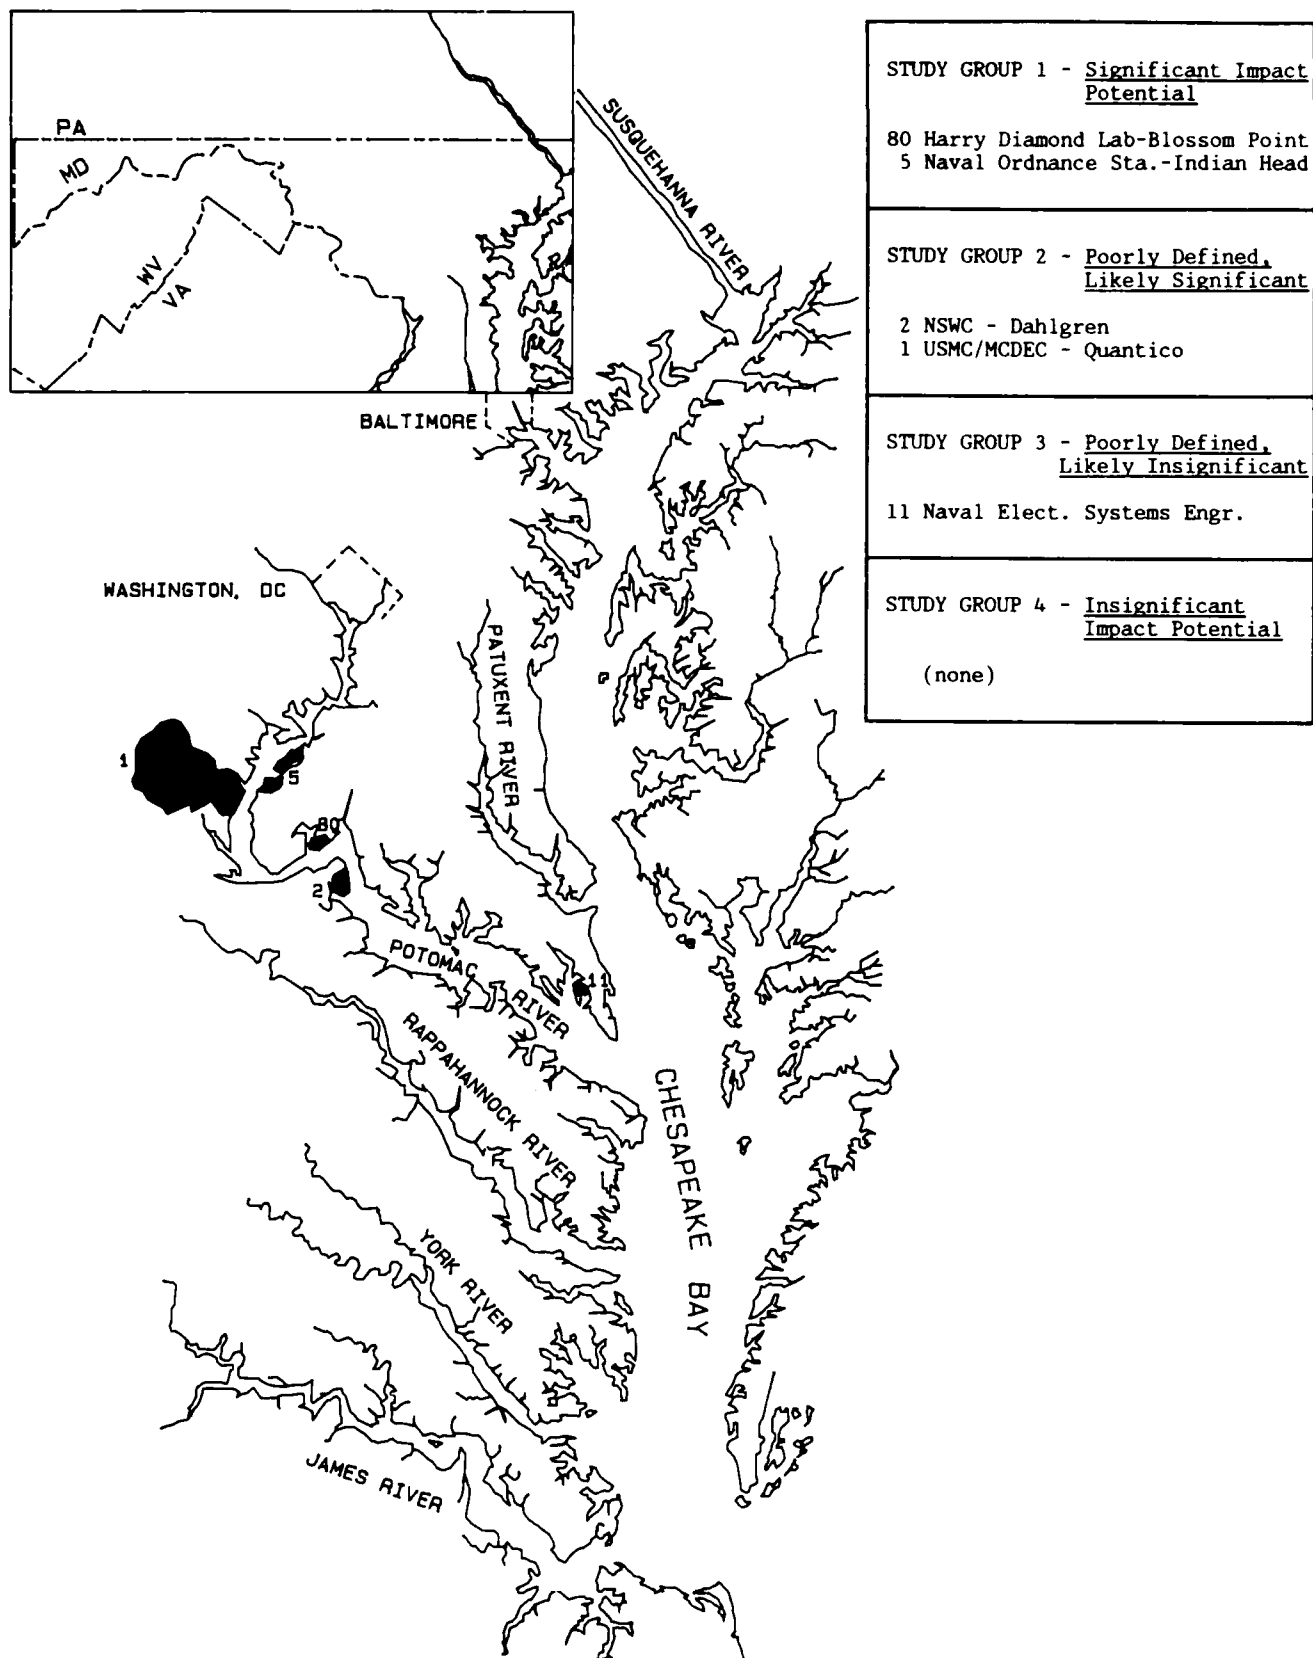 PA
MD
WV
VA
SUSQUEHANNA RIVER
STUDY GROUP 1 - Significant Impact
Potential
80 Harry Diamond Lab-Blossom Point
5 Naval Ordnance Sta.-Indian Head
STUDY GROUP 2 - Poorly Defined,
Likely Significant
2 NSWC - Dahlgren
1 USMC/MCDEC - Quantico
STUDY GROUP 3 - Poorly Defined,
Likely Insignificant
11 Naval Elect. Systems Engr.
STUDY GROUP 4 - Insignificant
Impact Potential
(none)
BALTIMORE
WASHINGTON, DC
PATUXENT RIVER
1
5
80
2
11
POTOMAC
RIVER
RAPPAHANNOCK RIVER
CHESAPEAKE BAY
YORK RIVER
JAMES RIVER